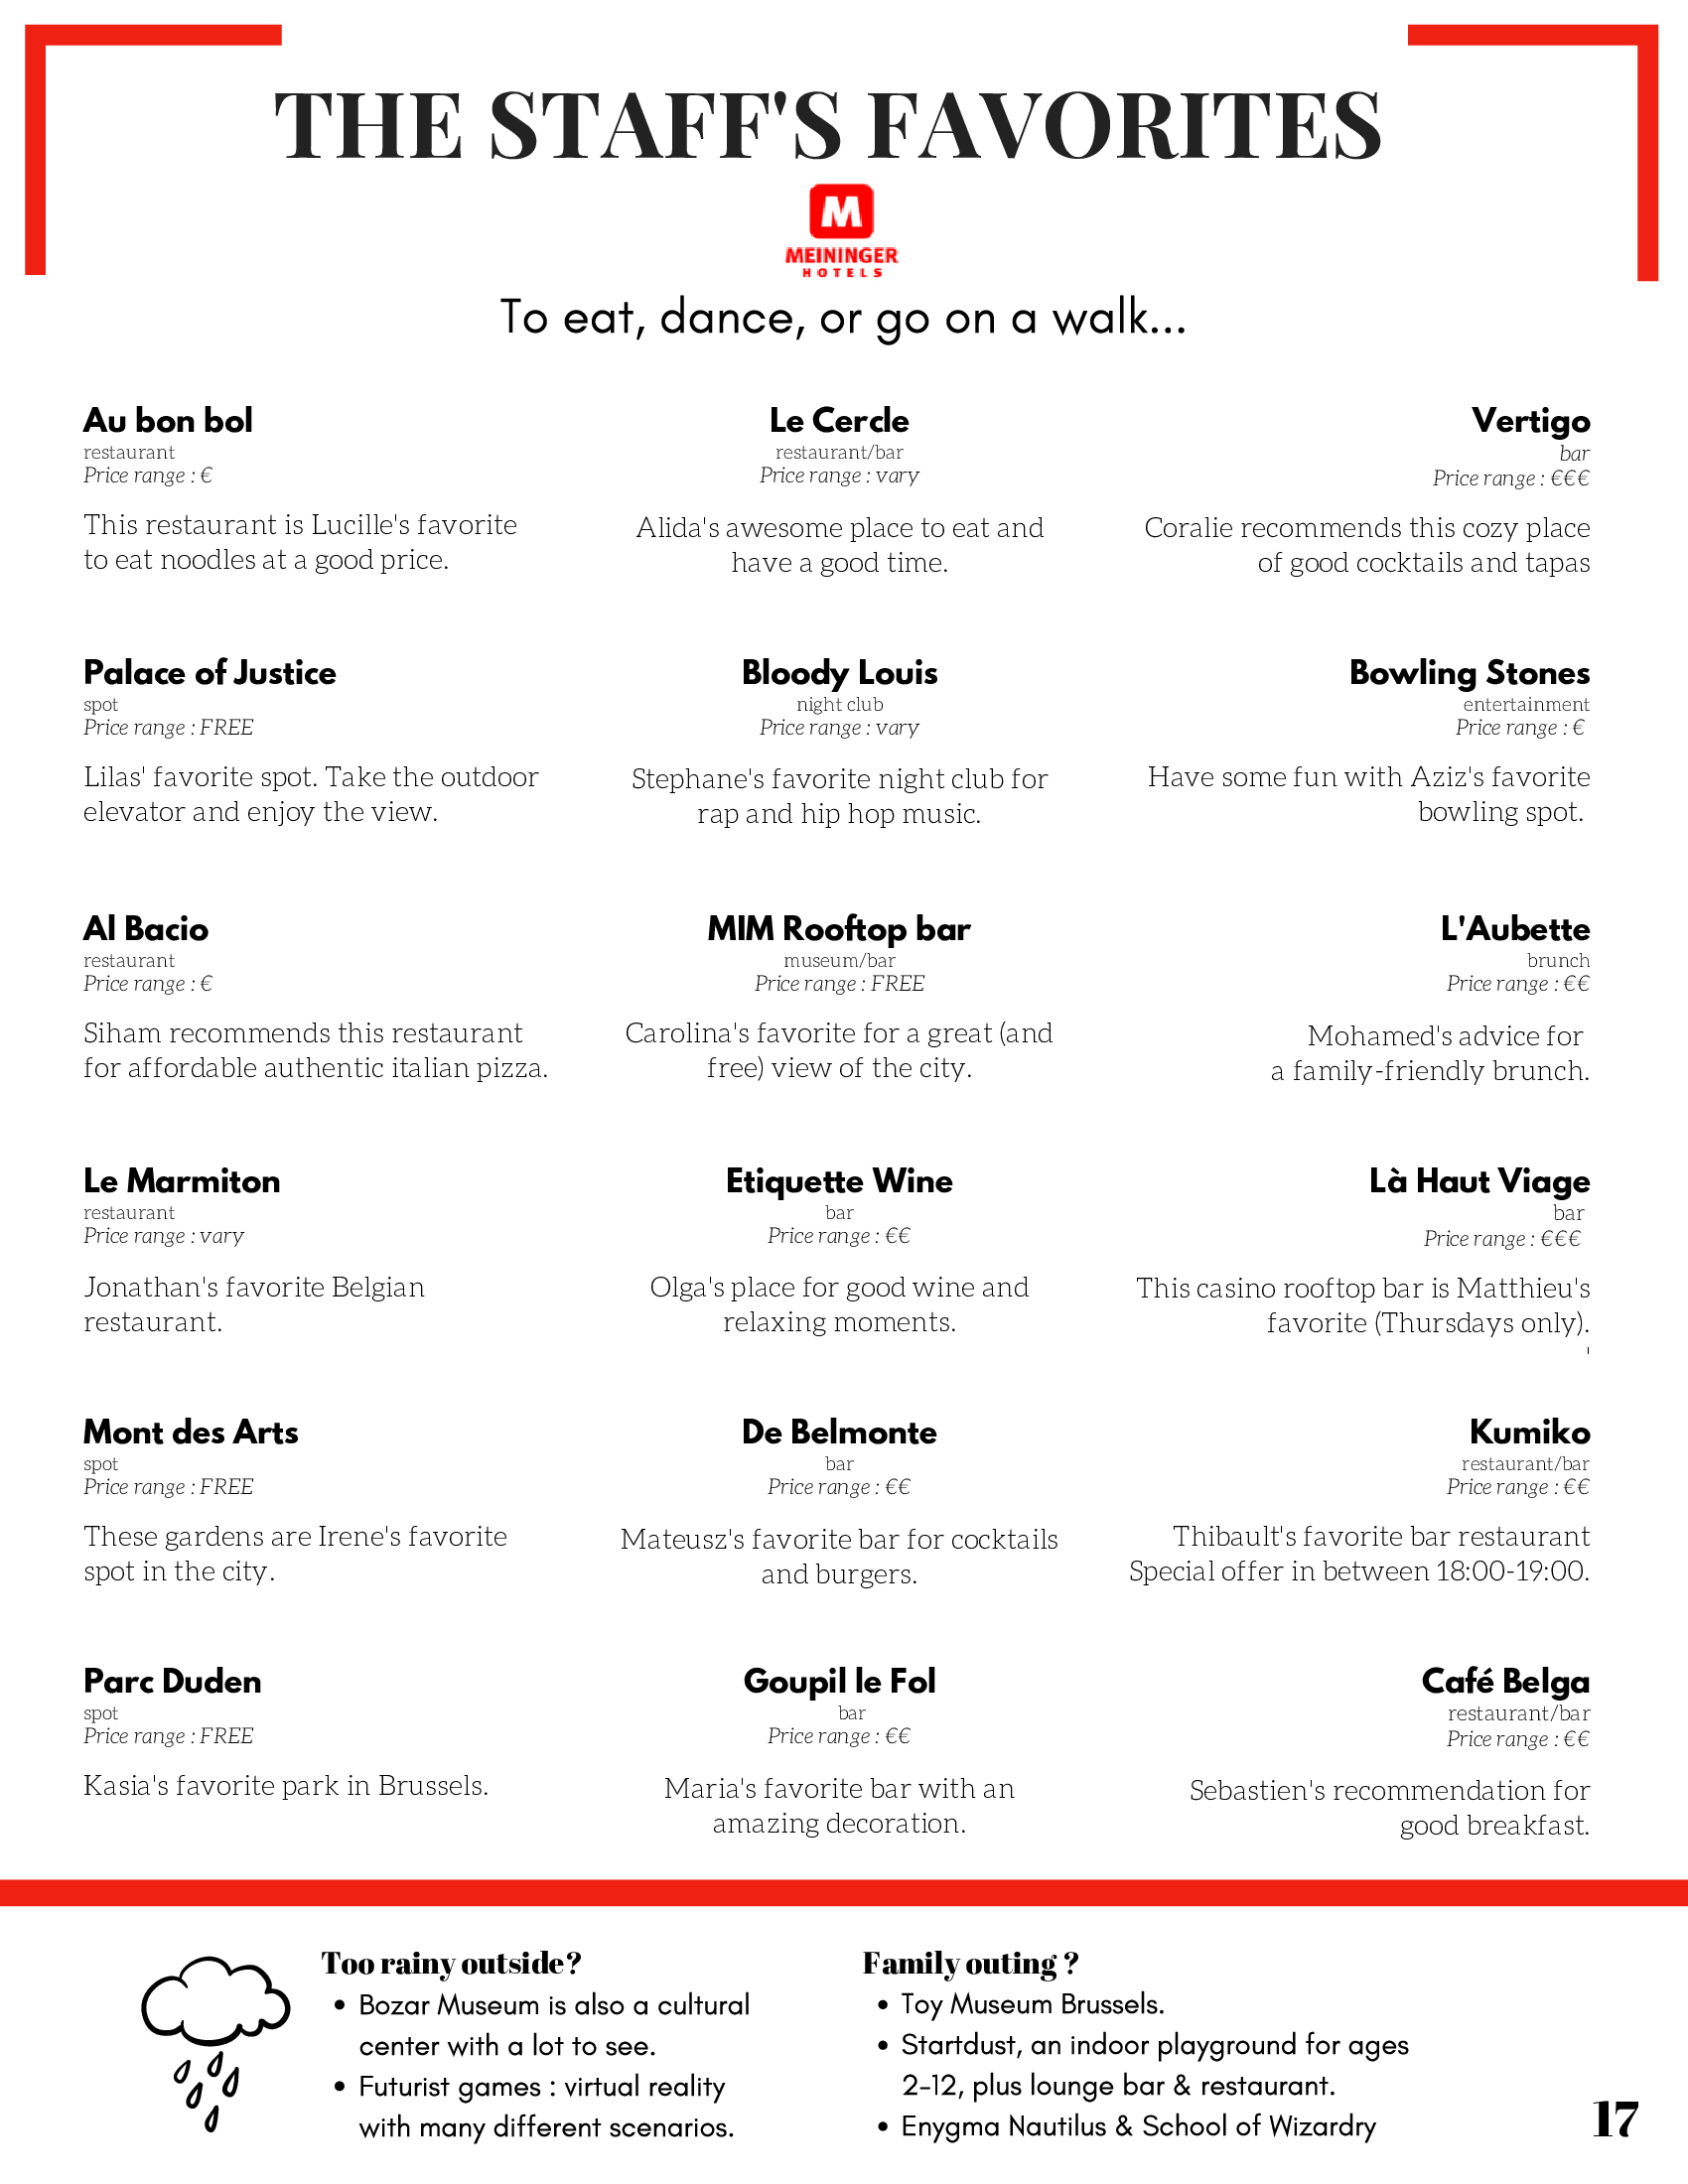 THE STAFF'S FAVORITES
M
MEININGER
HOTELS
To eat, dance, or go on a walk...
Au bon bol
restaurant
Price range : €
This restaurant is Lucille's favorite
to eat noodles at a good price.
Le Cercle
restaurant/bar
Price range : vary
Alida's awesome place to eat and
have a good time.
Vertigo
bar
Price range : €€€
Coralie recommends this cozy place
of good cocktails and tapas
Palace of Justice
spot
Price range : FREE
Lilas' favorite spot. Take the outdoor
elevator and enjoy the view.
Bloody Louis
night club
Price range : vary
Stephane's favorite night club for
rap and hip hop music.
Bowling Stones
entertainment
Price range : €
Have some fun with Aziz's favorite
bowling spot.
Al Bacio
restaurant
Price range : €
Siham recommends this restaurant
for affordable authentic italian pizza.
MIM Rooftop bar
museum/bar
Price range : FREE
Carolina's favorite for a great (and
free) view of the city.
L'Aubette
brunch
Price range : €€
Mohamed's advice for
a family-friendly brunch.
Le Marmiton
restaurant
Price range : vary
Jonathan's favorite Belgian
restaurant.
Etiquette Wine
bar
Price range : €€
Olga's place for good wine and
relaxing moments.
Là Haut Viage
bar
Price range : €€€
This casino rooftop bar is Matthieu's
favorite (Thursdays only).
'
Mont des Arts
spot
Price range : FREE
These gardens are Irene's favorite
spot in the city.
De Belmonte
bar
Price range : €€
Mateusz's favorite bar for cocktails
and burgers.
Kumiko
restaurant/bar
Price range : €€
Thibault's favorite bar restaurant
Special offer in between 18:00-19:00.
Parc Duden
spot
Price range : FREE
Kasia's favorite park in Brussels.
Goupil le Fol
bar
Price range : €€
Maria's favorite bar with an
amazing decoration.
Café Belga
restaurant/bar
Price range : €€
Sebastien's recommendation for
good breakfast.
Too rainy outside?
• Bozar Museum is also a cultural
center with a lot to see.
• Futurist games : virtual reality
with many different scenarios.
Family outing ?
• Toy Museum Brussels.
• Startdust, an indoor playground for ages
2-12, plus lounge bar & restaurant.
• Enygma Nautilus & School of Wizardry
17